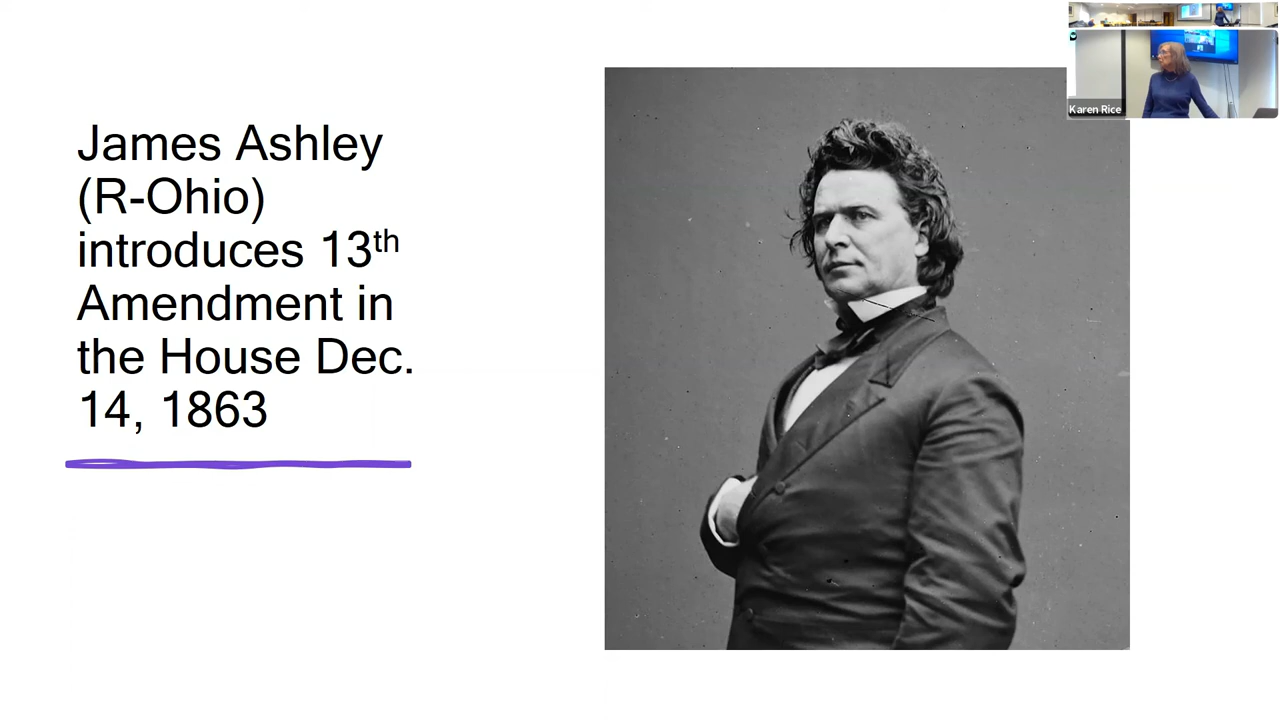 James Ashley
(R-Ohio)
introduces 13th
Amendment in
the House Dec.
14, 1863
Karen Rice